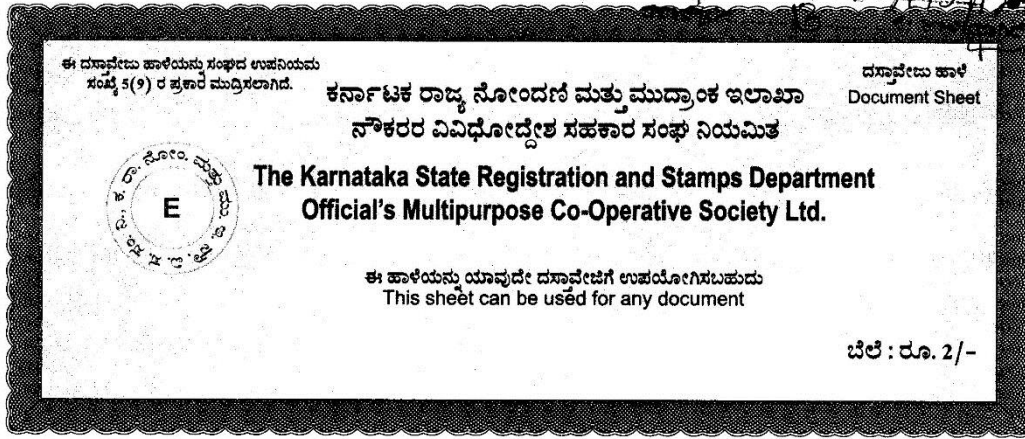 ಈ ದಸ್ತಾವೇಜು ಹಾಳೆಯನ್ನು ಸಂಘದ ಉಪನಿಯಮ
ಸಂಖ್ಯೆ 5(9) ರ ಪ್ರಕಾರ ಮುದ್ರಿಸಲಾಗಿದೆ.
ದಸ್ತಾವೇಜು ಹಾಳೆ
Document Sheet
ಕರ್ನಾಟಕ ರಾಜ್ಯ ನೋಂದಣಿ ಮತ್ತು ಮುದ್ರಾಂಕ ಇಲಾಖಾ
ನೌಕರರ ವಿವಿಧೋದ್ದೇಶ ಸಹಕಾರ ಸಂಘ ನಿಯಮಿತ
E
The Karnataka State Registration and Stamps Department
Official's Multipurpose Co-Operative Society Ltd.
ಈ ಹಾಳೆಯನ್ನು ಯಾವುದೇ ದಸ್ತಾವೇಜಿಗೆ ಉಪಯೋಗಿಸಬಹುದು
This sheet can be used for any document
ಬೆಲೆ : ರೂ. 2/-